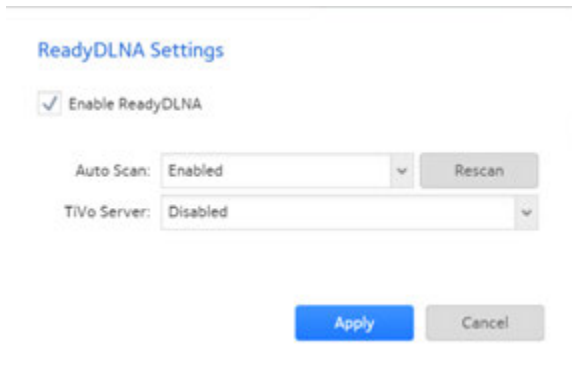 ReadyDLNA Settings
Enable ReadyDLNA
Auto Scan: Enabled Rescan
TiVo Server: Disabled
Apply Cancel